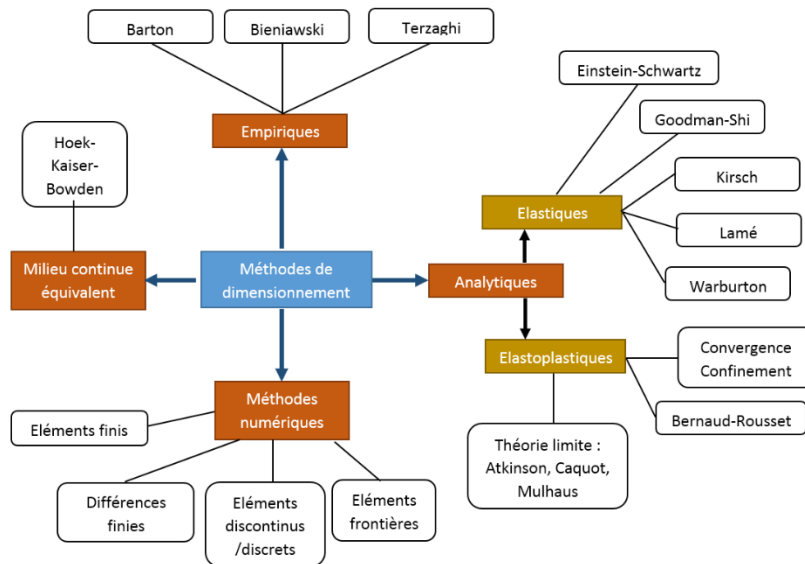 Barton
Bieniawski
Terzaghi
Einstein-Schwartz
Empiriques
Goodman-Shi
Hoek-
Kaiser-
Bowden
Kirsch
Elastiques
Lamé
Milieu continue
équivalent
Méthodes de
dimensionnement
Analytiques
Warburton
Elastoplastiques
Convergence
Confinement
Méthodes
numériques
Bernaud-Rousset
Eléments finis
Théorie limite :
Atkinson, Caquot,
Mulhaus
Différences
finies
Eléments
discontinus
/discrets
Eléments
frontières